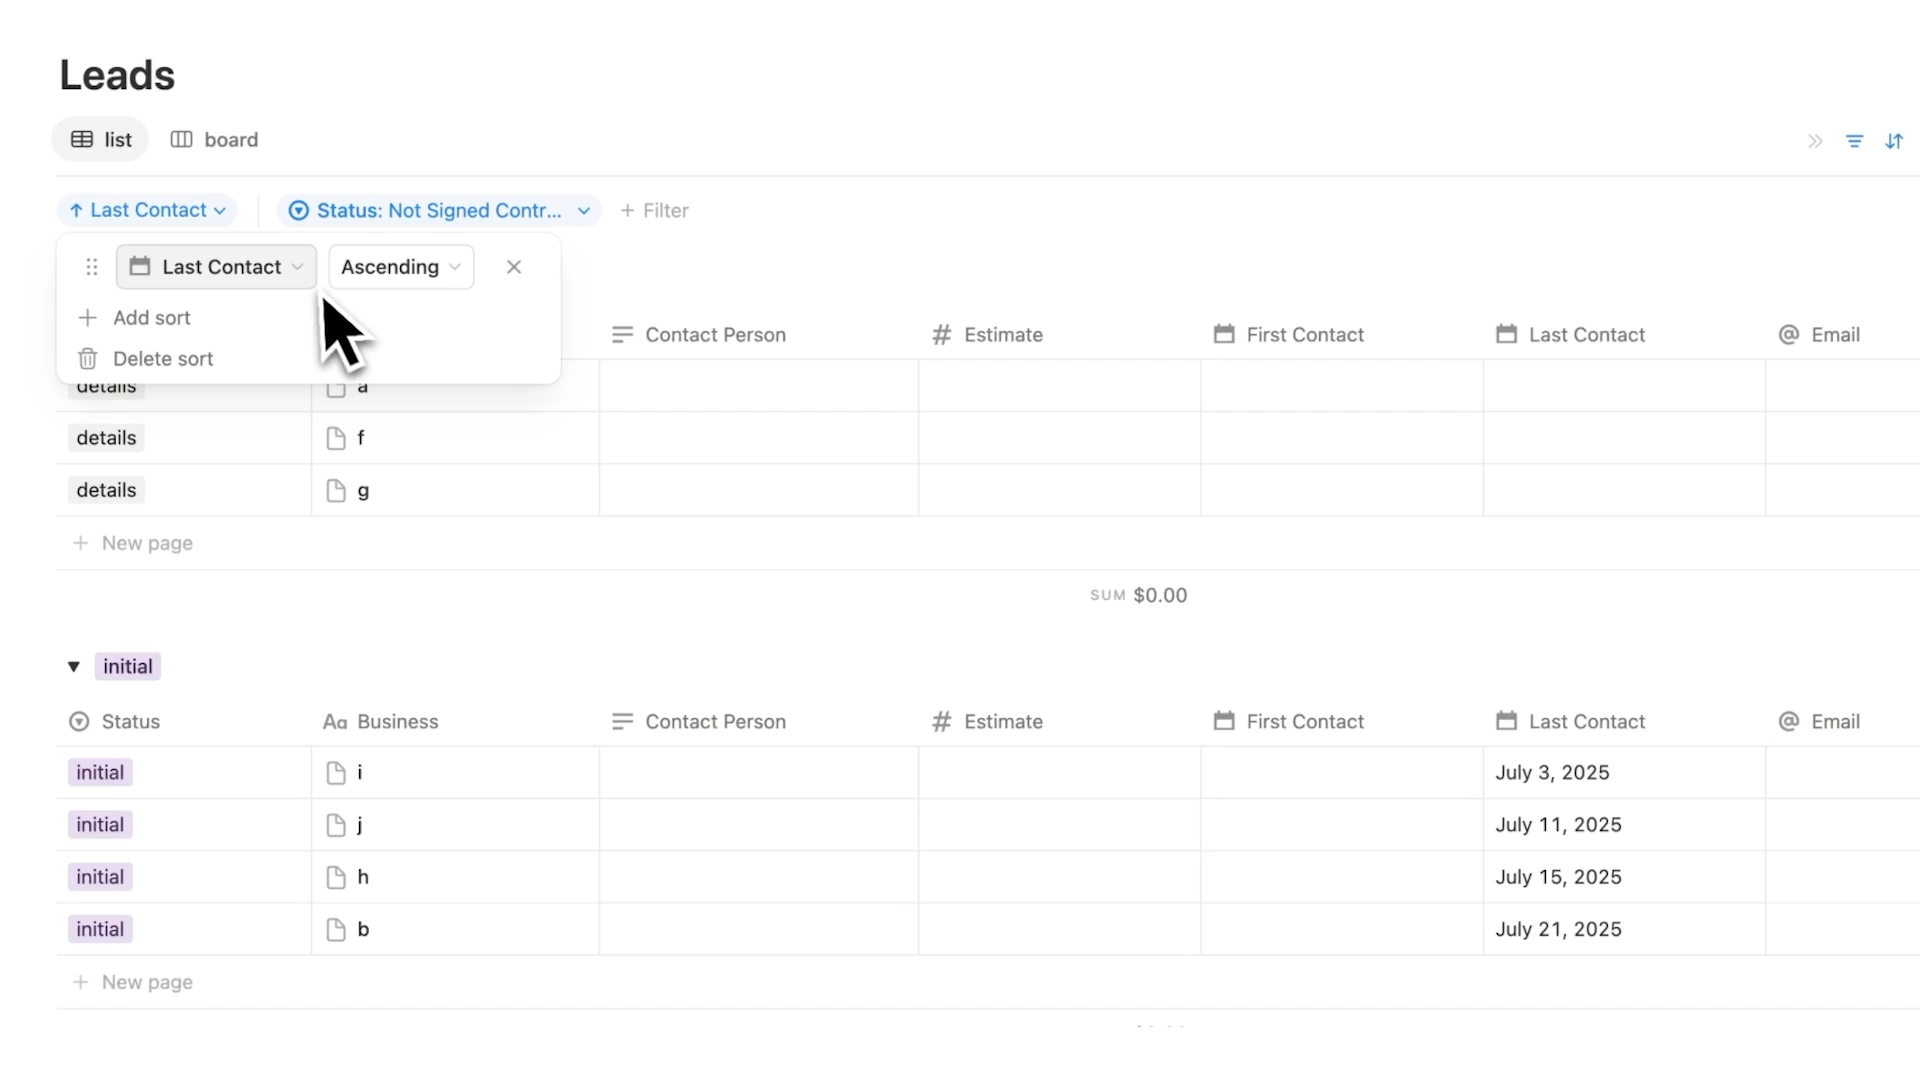 Leads
list board
Last Contact Status: Not Signed Contr... + Filter
Last Contact Ascending
Add sort
Delete sort
Contact Person # Estimate First Contact Last Contact @ Email
details a
details f
details g
+ New page
SUM $0.00
initial
Status Aa Business Contact Person # Estimate First Contact Last Contact @ Email
initial i July 3, 2025
initial j July 11, 2025
initial h July 15, 2025
initial b July 21, 2025
+ New page